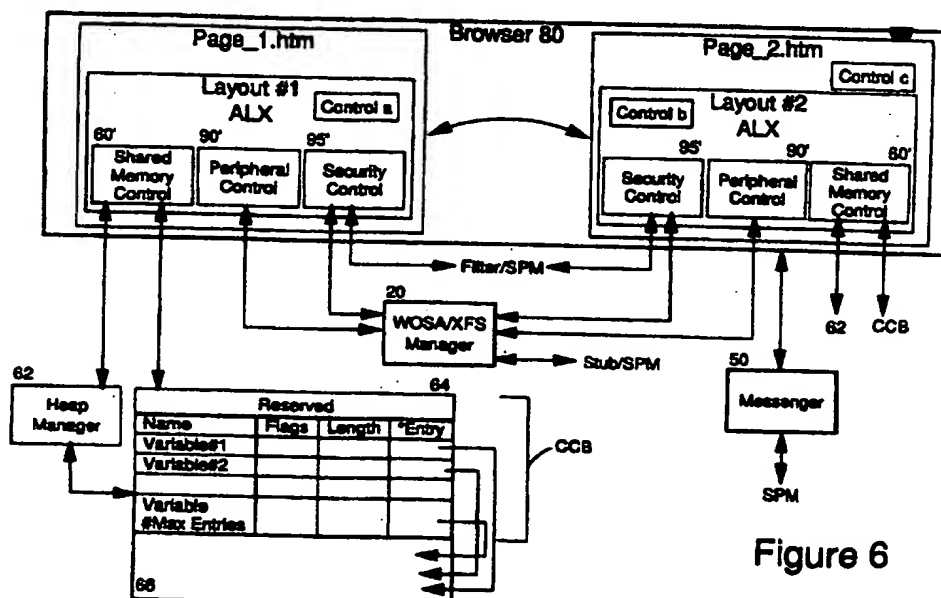 Browser 80
Page_1.htm
Layout #1
ALX
Control a
60'
Shared
Memory
Control
90'
Peripheral
Control
95'
Security
Control
Page_2.htm
Control c
Layout #2
ALX
Control b
95'
Security
Control
90'
Peripheral
Control
60'
Shared
Memory
Control
Filter/SPM
20
WOSA/XFS
Manager
Stub/SPM
62
CCB
50
Messenger
SPM
62
Heap
Manager
64
Reserved
Name Flags Length *Entry
Variable#1
Variable#2
Variable
#Max Entries
CCB
66
Figure 6